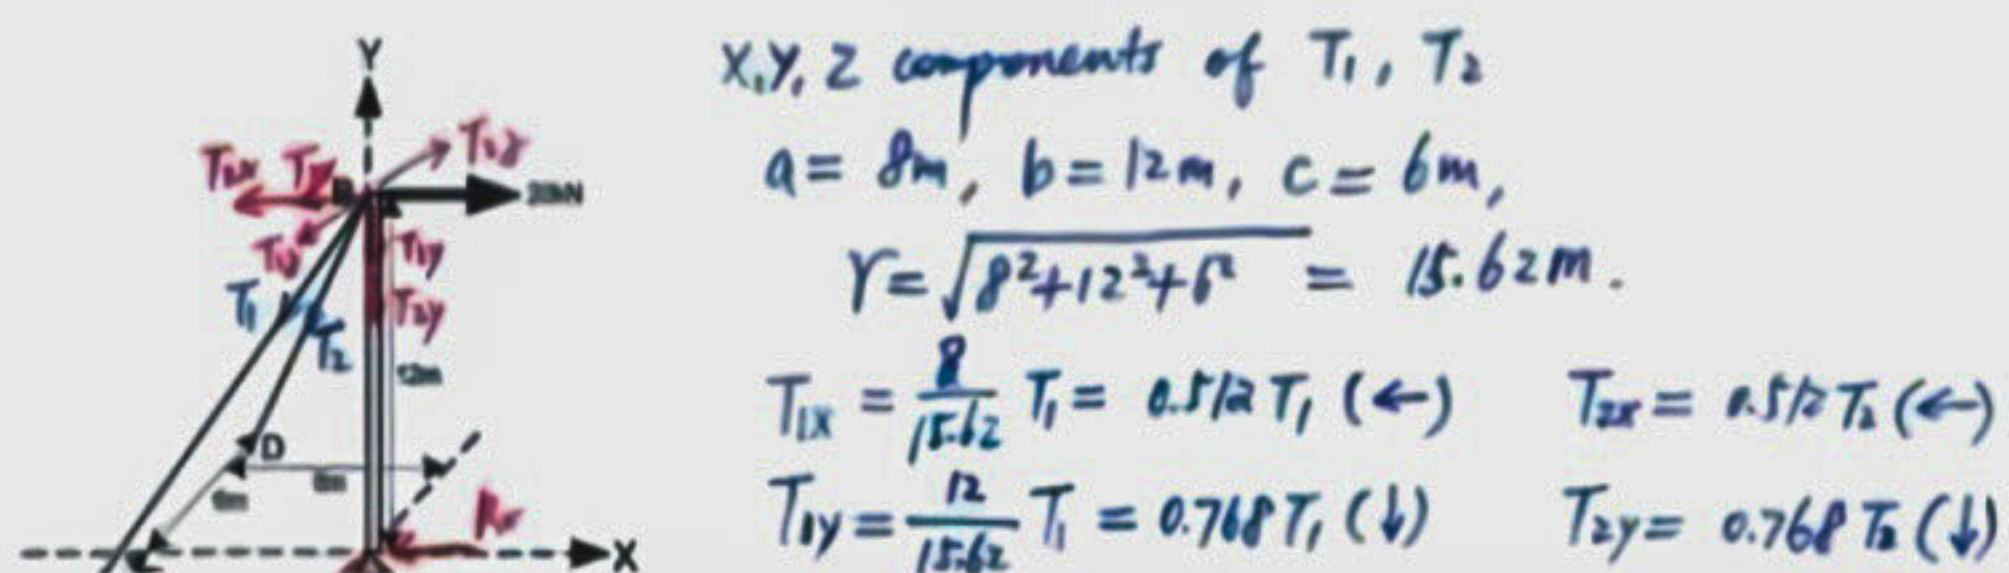 X, Y, Z components of T₁, T₂
a = 8m, b = 12m, c = 6m,
r = √8²+12²+6² = 15.62m.
T₁ₓ = 8/15.62 T₁ = 0.512 T₁ (←) T₂ₓ = 0.512 T₂ (←)
T₁y = 12/15.62 T₁ = 0.768 T₁ (↓) T₂y = 0.768 T₂ (↓)
Y
20kN
T₁y
T₁
T₂y
T₂
12m
D
6m
X